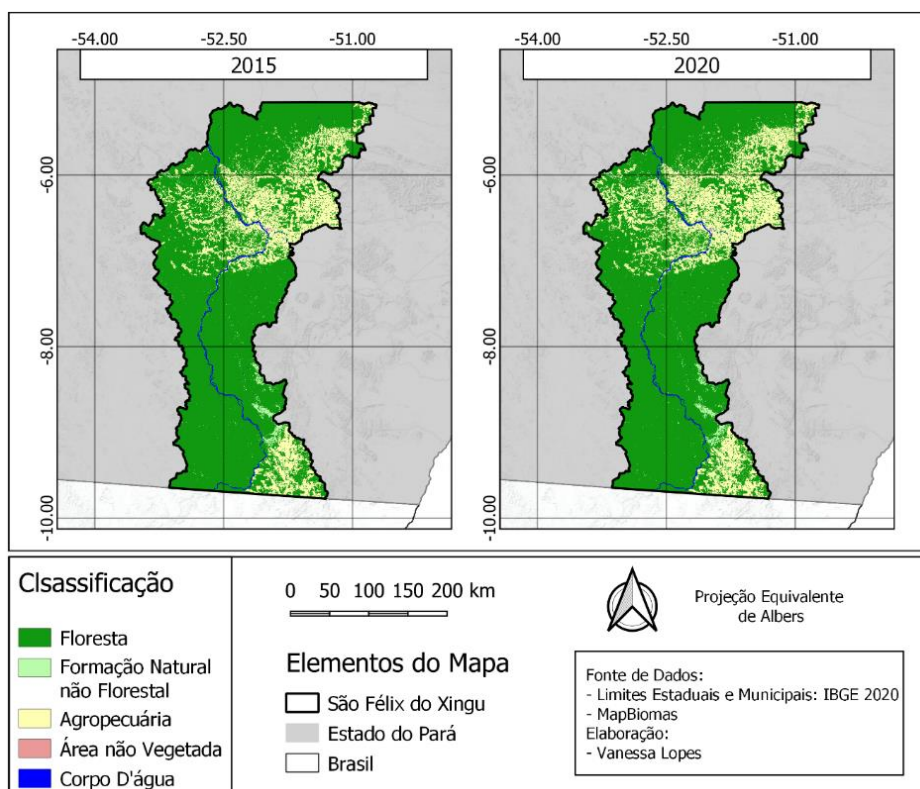 -54.00 -52.50 -51.00
2015
-6.00
-8.00
-10.00
-54.00 -52.50 -51.00
2020
-6.00
-8.00
-10.00
Clsassificação
Floresta
Formação Natural
não Florestal
Agropecuária
Área não Vegetada
Corpo D'água
0 50 100 150 200 km
Elementos do Mapa
São Félix do Xingu
Estado do Pará
Brasil
Projeção Equivalente
de Albers
Fonte de Dados:
- Limites Estaduais e Municipais: IBGE 2020
- MapBiomas
Elaboração:
- Vanessa Lopes